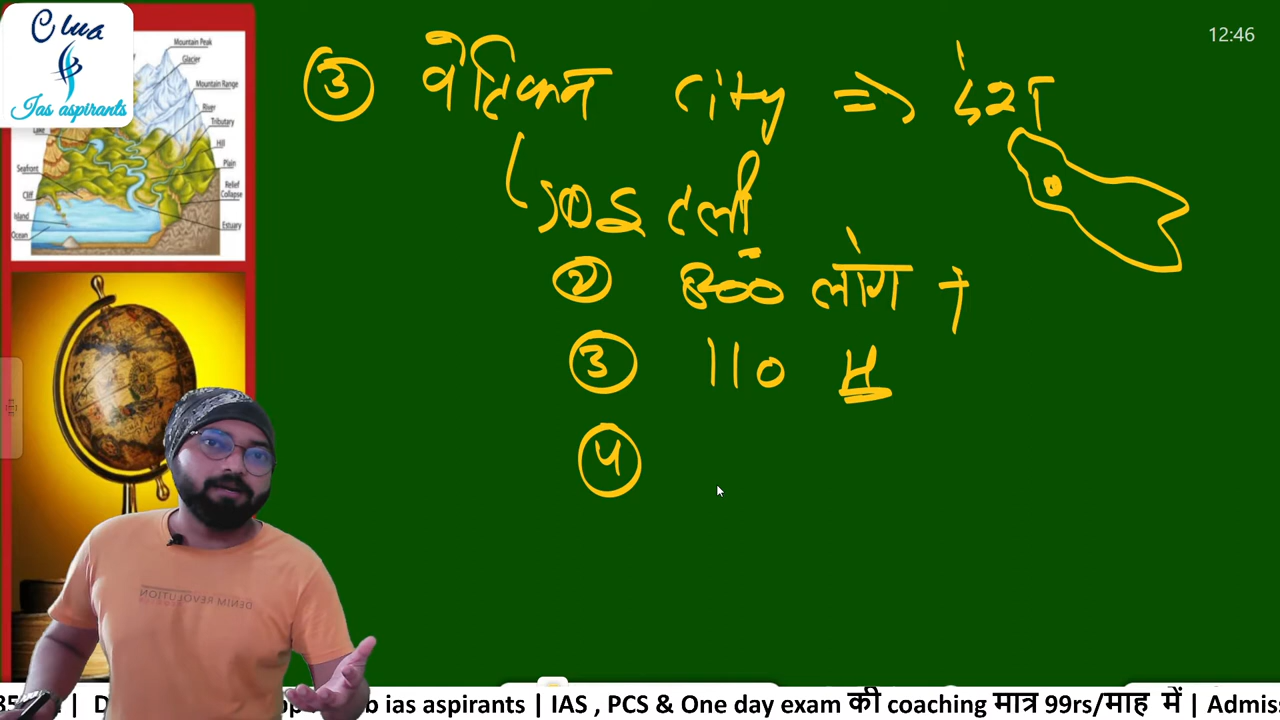 Clua
Ias aspirants
12:46
Mountain Peak
Glacier
Mountain Range
River
Tributary
Hill
Lake
Plain
Seafront
Relief
Collapse
Cliff
Island
Estuary
Ocean
③ वेटिकन city ⇒
इटली
② 800 लोग +
③ 110
④
DENIM REVOLUTION
b ias aspirants | IAS , PCS & One day exam की coaching मात्र 99rs/माह में | Admis